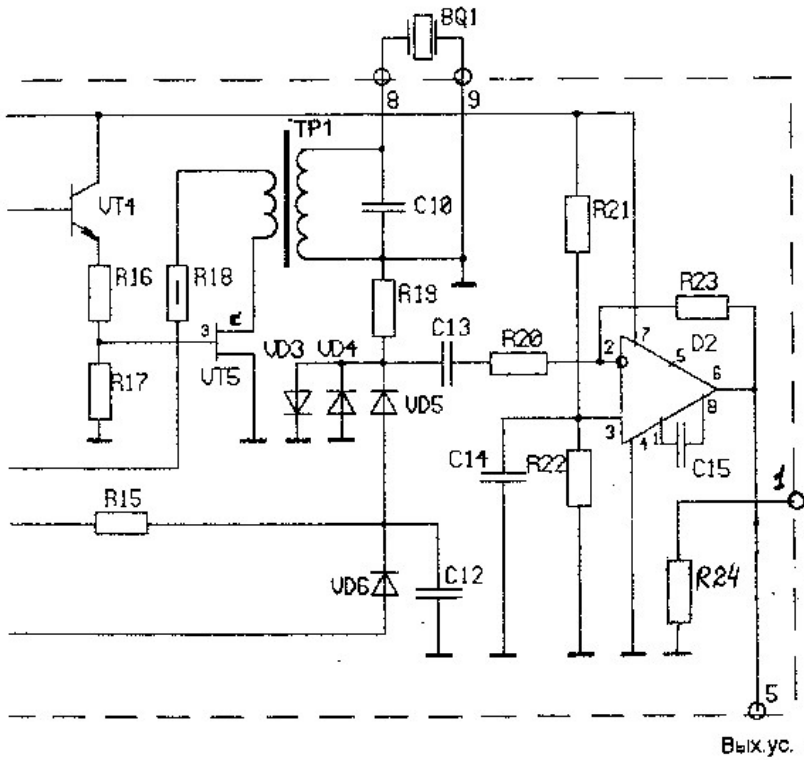 BQ1
8
9
TP1
VT4
C10
R21
R16
R18
R19
R23
C13
R20
D2
7
5
3
VD3
VD4
2
6
R17
VT5
VD5
8
3
4
1
C14
R22
C15
1
R15
R24
VD6
C12
5
Вых.ус.